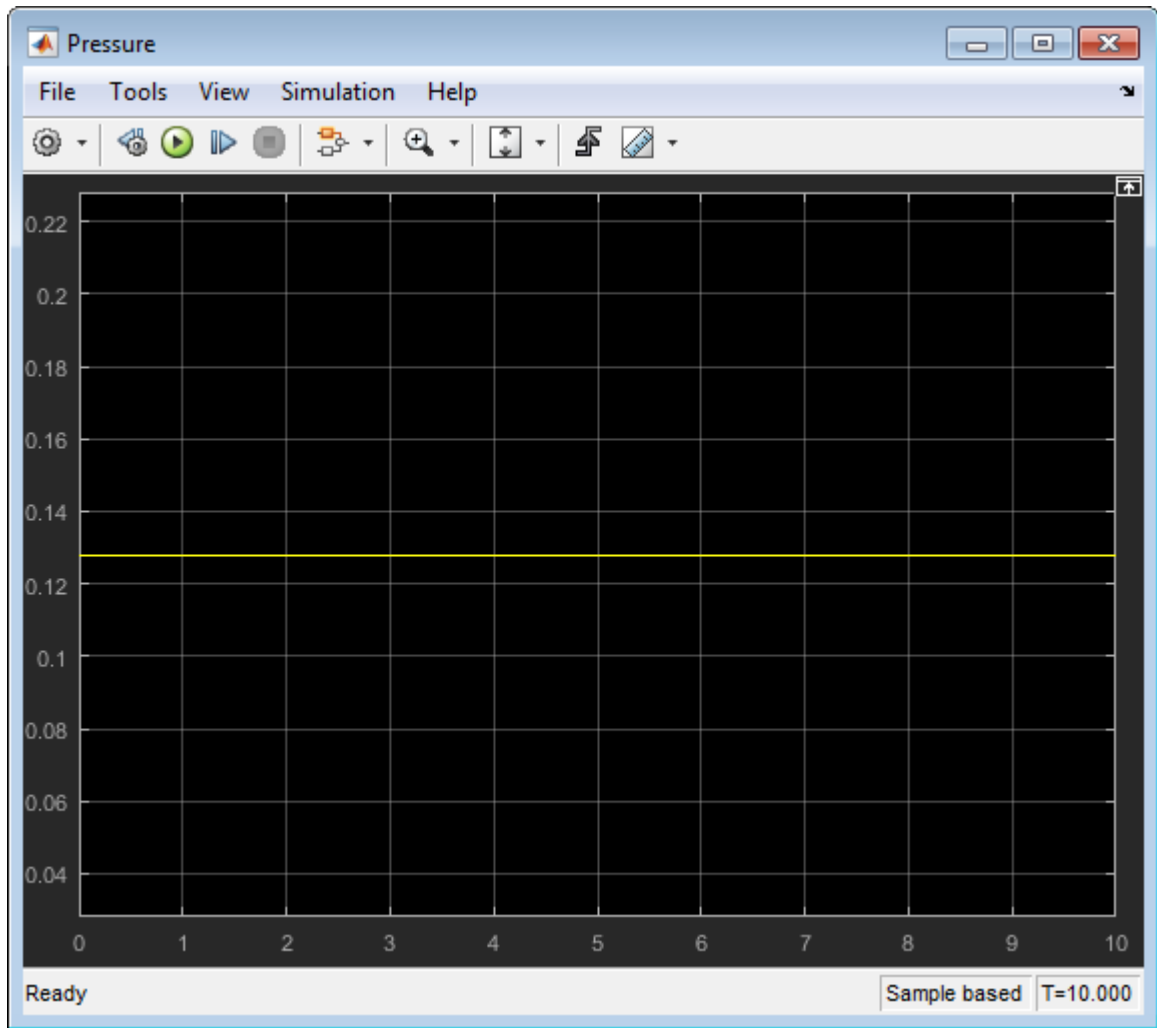 Pressure
File Tools View Simulation Help
0.22
0.2
0.18
0.16
0.14
0.12
0.1
0.08
0.06
0.04
0 1 2 3 4 5 6 7 8 9 10
Ready Sample based T=10.000